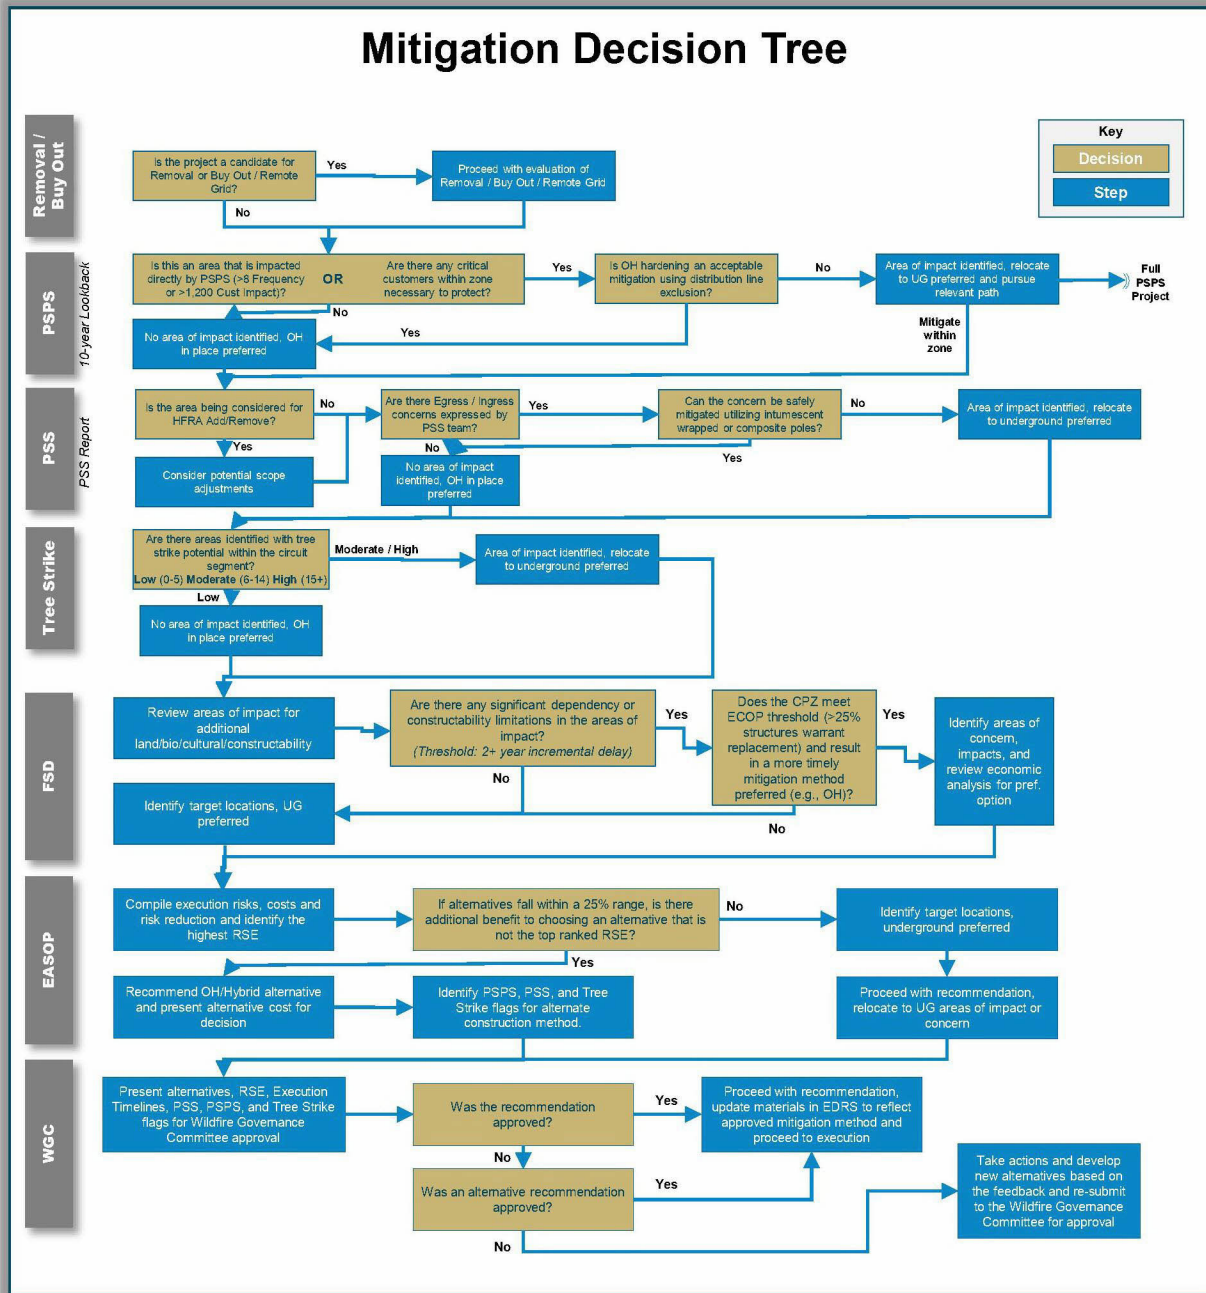 Mitigation Decision Tree
Key
Decision
Step
Removal /
Buy Out
Is the project a candidate for
Removal or Buy Out / Remote
Grid?
Yes
Proceed with evaluation of
Removal / Buy Out / Remote Grid
No
PSPS
10-year Lookback
Is this an area that is impacted
directly by PSPS (>8 Frequency
or >1,200 Cust Impact)?
OR
Are there any critical
customers within zone
necessary to protect?
Yes
Is OH hardening an acceptable
mitigation using distribution line
exclusion?
No
Area of impact identified, relocate
to UG preferred and pursue
relevant path
Full
PSPS
Project
No
No area of impact identified, OH
in place preferred
Yes
Mitigate
within
zone
PSS
PSS Report
Is the area being considered for
HFRA Add/Remove?
No
Are there Egress / Ingress
concerns expressed by
PSS team?
Yes
Can the concern be safely
mitigated utilizing intumescent
wrapped or composite poles?
No
Area of impact identified, relocate
to underground preferred
Yes
No
Yes
Consider potential scope
adjustments
No area of impact
identified, OH in place
preferred
Tree Strike
Are there areas identified with tree
strike potential within the circuit
segment?
Low (0-5) Moderate (6-14) High (15+)
Moderate / High
Area of impact identified, relocate
to underground preferred
Low
No area of impact identified, OH
in place preferred
FSD
Review areas of impact for
additional
land/bio/cultural/constructability
Are there any significant dependency or
constructability limitations in the areas of
impact?
(Threshold: 2+ year incremental delay)
Yes
Does the CPZ meet
ECOP threshold (>25%
structures warrant
replacement) and result
in a more timely
mitigation method
preferred (e.g., OH)?
Yes
Identify areas of
concern,
impacts, and
review economic
analysis for pref.
option
No
Identify target locations, UG
preferred
No
EASOP
Compile execution risks, costs and
risk reduction and identify the
highest RSE
If alternatives fall within a 25% range, is there
additional benefit to choosing an alternative that is
not the top ranked RSE?
No
Identify target locations,
underground preferred
Yes
Recommend OH/Hybrid alternative
and present alternative cost for
decision
Identify PSPS, PSS, and Tree
Strike flags for alternate
construction method.
Proceed with recommendation,
relocate to UG areas of impact or
concern
WGC
Present alternatives, RSE, Execution
Timelines, PSS, PSPS, and Tree Strike
flags for Wildfire Governance
Committee approval
Was the recommendation
approved?
Yes
Proceed with recommendation,
update materials in EDRS to reflect
approved mitigation method and
proceed to execution
No
Was an alternative recommendation
approved?
Yes
Take actions and develop
new alternatives based on
the feedback and re-submit
to the Wildfire Governance
Committee for approval
No